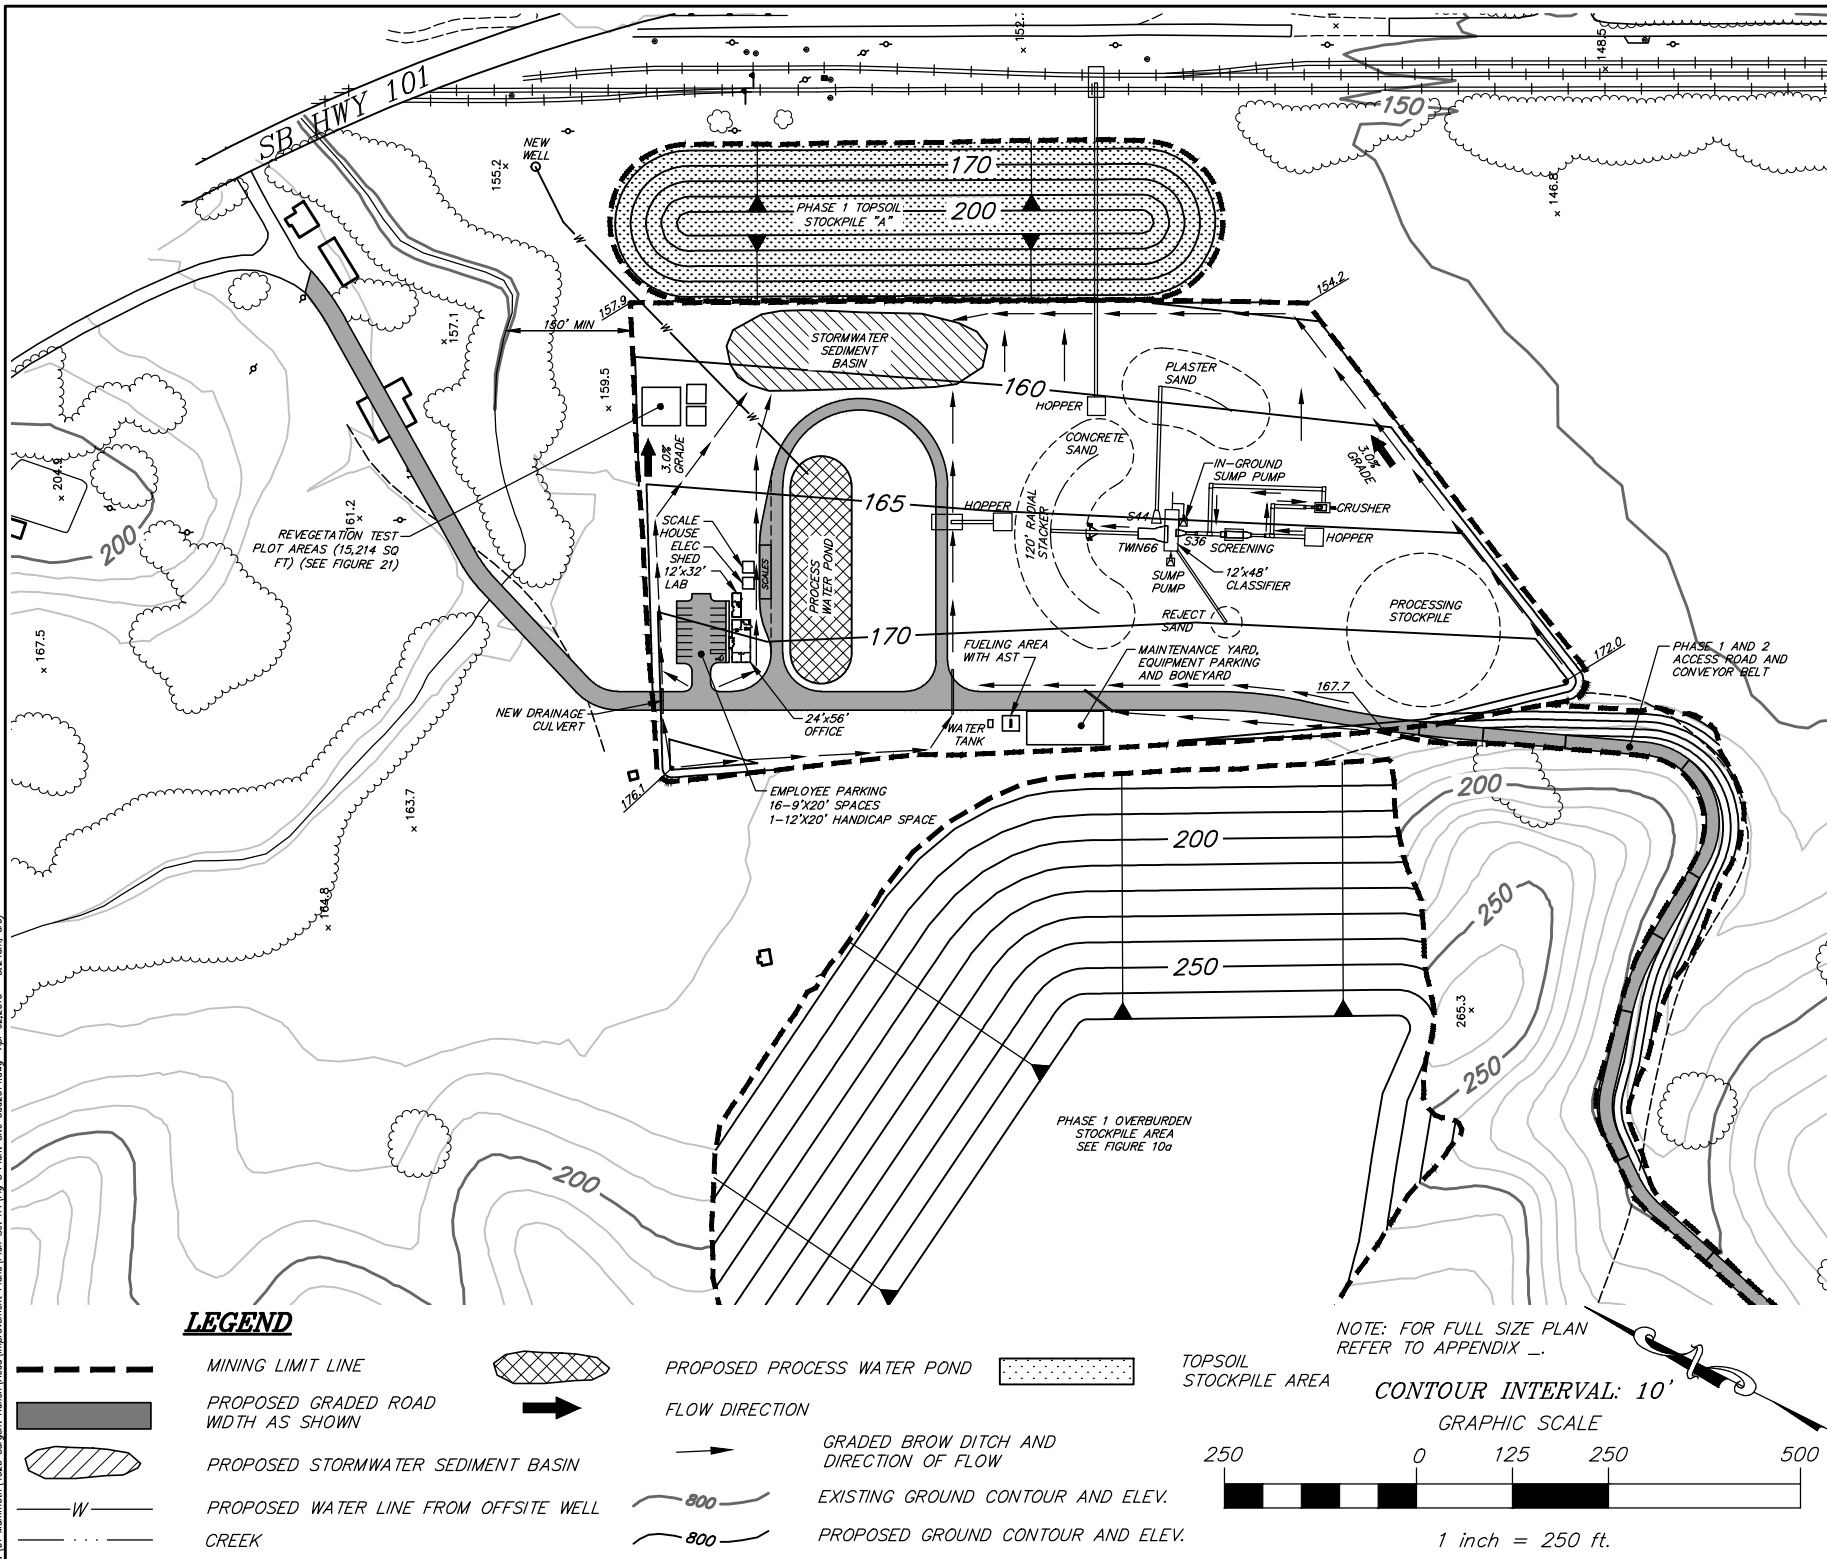 SB HWY 101
152.
148.5
150
NEW
WELL
155.2
146.8
170
PHASE 1 TOPSOIL
STOCKPILE "A"
200
157.9
154.2
157.1
150' MIN
STORMWATER
SEDIMENT
BASIN
159.5
160
PLASTER
SAND
HOPPER
CONCRETE
SAND
3.0%
GRADE
3.0%
GRADE
204.9
200
161.2
REVEGETATION TEST
PLOT AREAS (15,214 SQ
FT) (SEE FIGURE 21)
165
HOPPER
120' RADIAL
STACKER
IN-GROUND
SUMP PUMP
S44
CRUSHER
TWIN66
S36
SCREENING
HOPPER
SUMP
PUMP
12'x48'
CLASSIFIER
REJECT
SAND
PROCESSING
STOCKPILE
SCALE
HOUSE
ELEC
SHED
12'x32'
LAB
SCALES
PROCESS
WATER POND
170
167.5
FUELING AREA
WITH AST
MAINTENANCE YARD,
EQUIPMENT PARKING
AND BONEYARD
172.0
PHASE 1 AND 2
ACCESS ROAD AND
CONVEYOR BELT
167.7
NEW DRAINAGE
CULVERT
24'x56'
OFFICE
WATER
TANK
163.7
176.1
EMPLOYEE PARKING
16-9'X20' SPACES
1-12'X20' HANDICAP SPACE
200
200
164.8
250
250
265.3
250
PHASE 1 OVERBURDEN
STOCKPILE AREA
SEE FIGURE 10a
200
LEGEND
MINING LIMIT LINE
PROPOSED GRADED ROAD
WIDTH AS SHOWN
PROPOSED STORMWATER SEDIMENT BASIN
W
PROPOSED WATER LINE FROM OFFSITE WELL
CREEK
PROPOSED PROCESS WATER POND
FLOW DIRECTION
GRADED BROW DITCH AND
DIRECTION OF FLOW
800
EXISTING GROUND CONTOUR AND ELEV.
800
PROPOSED GROUND CONTOUR AND ELEV.
TOPSOIL
STOCKPILE AREA
NOTE: FOR FULL SIZE PLAN
REFER TO APPENDIX _.
CONTOUR INTERVAL: 10'
GRAPHIC SCALE
250 0 125 250 500
1 inch = 250 ft.